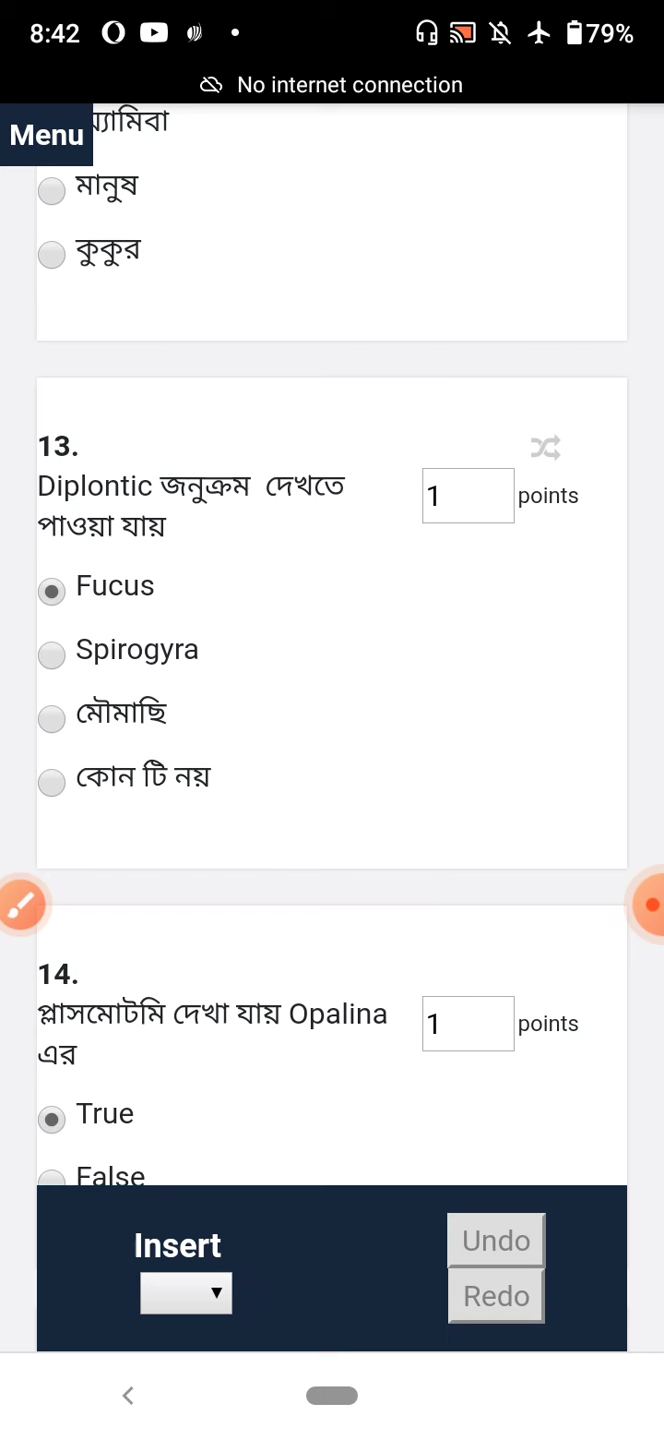 8:42
79%
No internet connection
Menu
মানুষ
কুকুর
13.
Diplontic জনুক্রম দেখতে
পাওয়া যায়
1 points
Fucus
Spirogyra
মৌমাছি
কোন টি নয়
14.
প্লাসমোটমি দেখা যায় Opalina
এর
1 points
True
False
Insert
Undo
Redo